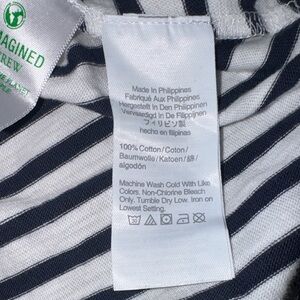 MAGINED
REW
Made In Philippines
Fabriqué Aux Philippines
Hergestellt in Den Philippinen
Vervaardigd in De Filippijnen
フィリピン製
hecho en filipinas
100% Cotton/Coton/
Baumwolle/Katoen/綿/
algodón
Machine Wash Cold With Like
Colors. Non-Chlorine Bleach
Only. Tumble Dry Low. Iron on
Lowest Setting.